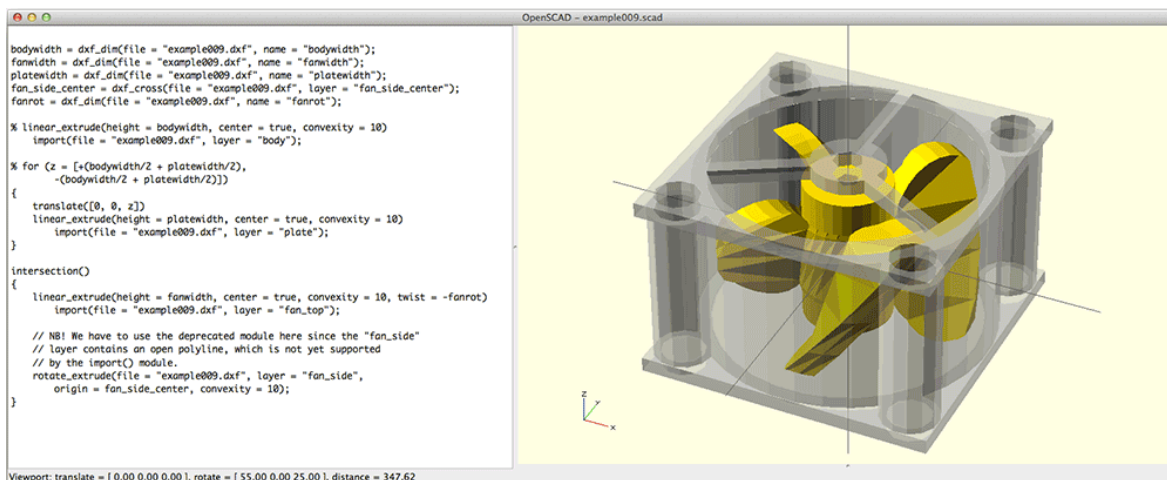 OpenSCAD – example009.scad
bodywidth = dxf_dim(file = "example009.dxf", name = "bodywidth");
fanwidth = dxf_dim(file = "example009.dxf", name = "fanwidth");
platewidth = dxf_dim(file = "example009.dxf", name = "platewidth");
fan_side_center = dxf_cross(file = "example009.dxf", layer = "fan_side_center");
fanrot = dxf_dim(file = "example009.dxf", name = "fanrot");
% linear_extrude(height = bodywidth, center = true, convexity = 10)
import(file = "example009.dxf", layer = "body");
% for (z = [+(bodywidth/2 + platewidth/2),
-(bodywidth/2 + platewidth/2)])
{
translate([0, 0, z])
linear_extrude(height = platewidth, center = true, convexity = 10)
import(file = "example009.dxf", layer = "plate");
}
intersection()
{
linear_extrude(height = fanwidth, center = true, convexity = 10, twist = -fanrot)
import(file = "example009.dxf", layer = "fan_top");
// NB! We have to use the deprecated module here since the "fan_side"
// layer contains an open polyline, which is not yet supported
// by the import() module.
rotate_extrude(file = "example009.dxf", layer = "fan_side",
origin = fan_side_center, convexity = 10);
}
z
y
x
Viewport: translate = [ 0.00 0.00 0.00 ], rotate = [ 55.00 0.00 25.00 ], distance = 347.62